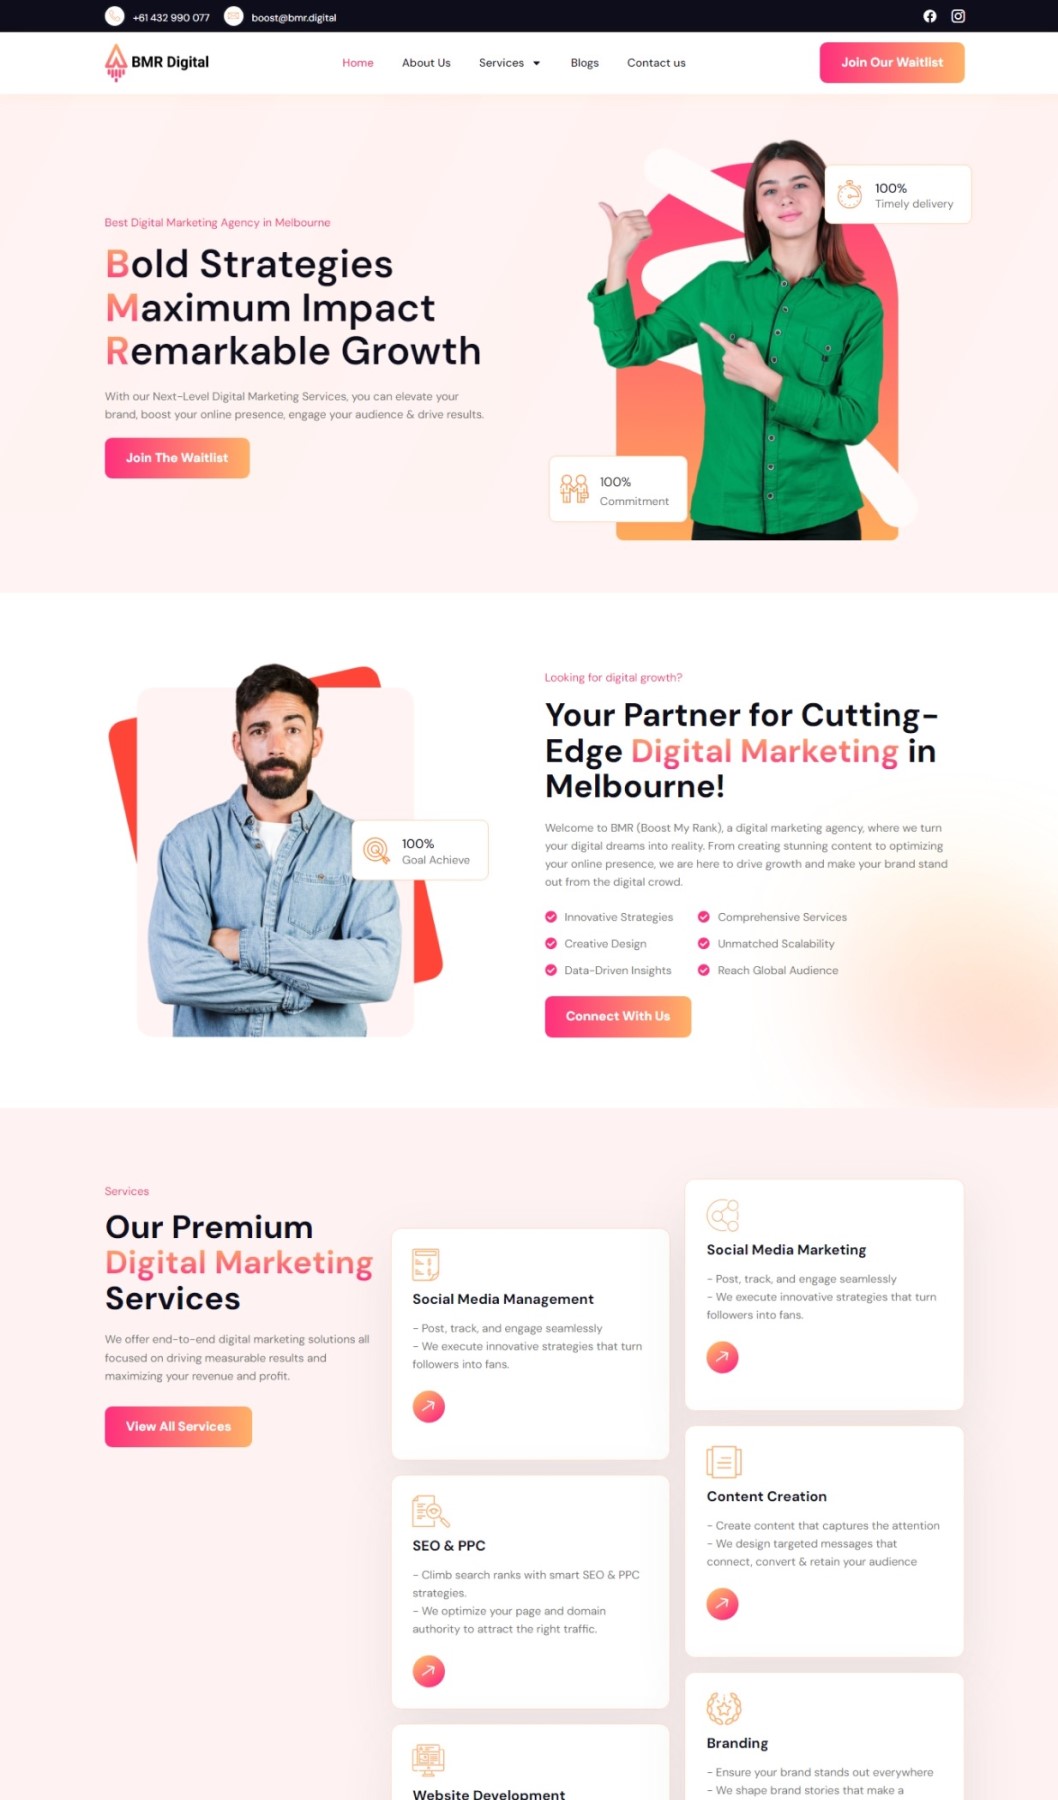 +61 432 990 077
boost@bmr.digital
BMR Digital
Home
About Us
Services
Blogs
Contact us
Join Our Waitlist
Best Digital Marketing Agency in Melbourne
Bold Strategies
Maximum Impact
Remarkable Growth
With our Next-Level Digital Marketing Services, you can elevate your
brand, boost your online presence, engage your audience & drive results.
Join The Waitlist
100%
Timely delivery
100%
Commitment
100%
Goal Achieve
Looking for digital growth?
Your Partner for Cutting-
Edge Digital Marketing in
Melbourne!
Welcome to BMR (Boost My Rank), a digital marketing agency, where we turn
your digital dreams into reality. From creating stunning content to optimizing
your online presence, we are here to drive growth and make your brand stand
out from the digital crowd.
Innovative Strategies
Comprehensive Services
Creative Design
Unmatched Scalability
Data-Driven Insights
Reach Global Audience
Connect With Us
Services
Our Premium
Digital Marketing
Services
We offer end-to-end digital marketing solutions all
focused on driving measurable results and
maximizing your revenue and profit.
View All Services
Social Media Management
- Post, track, and engage seamlessly
- We execute innovative strategies that turn
followers into fans.
SEO & PPC
- Climb search ranks with smart SEO & PPC
strategies.
- We optimize your page and domain
authority to attract the right traffic.
Website Development
Social Media Marketing
- Post, track, and engage seamlessly
- We execute innovative strategies that turn
followers into fans.
Content Creation
- Create content that captures the attention
- We design targeted messages that
connect, convert & retain your audience
Branding
- Ensure your brand stands out everywhere
- We shape brand stories that make a